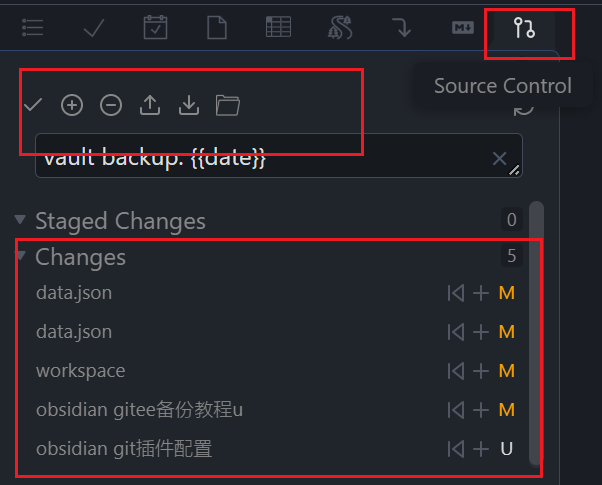 M↓
Source Control
vault backup: {{date}}
Staged Changes 0
Changes 5
data.json M
data.json M
workspace M
obsidian gitee备份教程u M
obsidian git插件配置 U